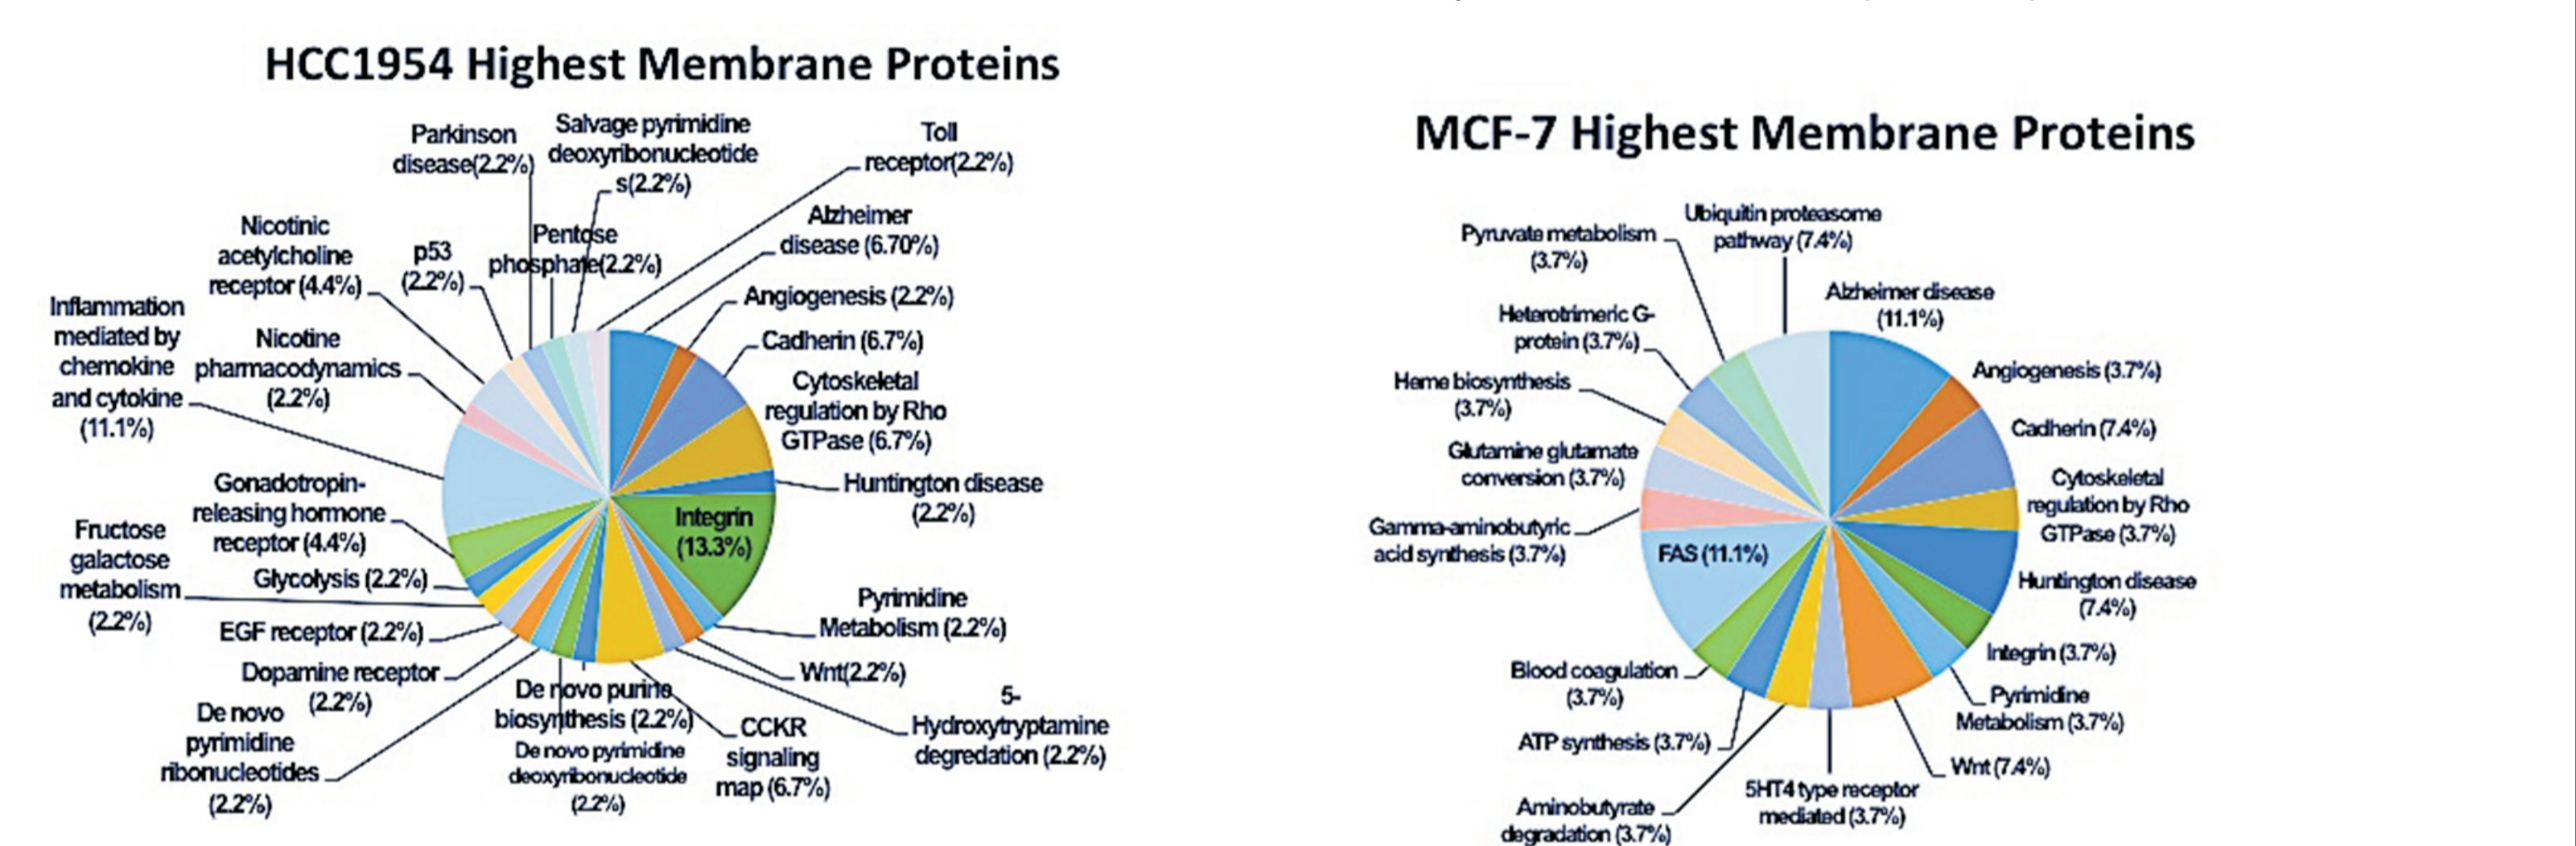 HCC1954 Highest Membrane Proteins
Parkinson
disease(2.2%)
Salvage pyrimidine
deoxyribonucleotide
s(2.2%)
Toll
receptor(2.2%)
Alzheimer
disease (6.70%)
Nicotinic
acetylcholine
receptor (4.4%)
p53
(2.2%)
Pentose
phosphate(2.2%)
Angiogenesis (2.2%)
Cadherin (6.7%)
Cytoskeletal
regulation by Rho
GTPase (6.7%)
Huntington disease
(2.2%)
Integrin
(13.3%)
Pyrimidine
Metabolism (2.2%)
Wnt(2.2%)
5-
Hydroxytryptamine
degredation (2.2%)
CCKR
signaling
map (6.7%)
De novo purine
biosynthesis (2.2%)
De novo pyrimidine
deoxyribonucleotide
(2.2%)
De novo
pyrimidine
ribonucleotides
(2.2%)
Dopamine receptor
(2.2%)
EGF receptor (2.2%)
Fructose
galactose
metabolism
(2.2%)
Glycolysis (2.2%)
Gonadotropin-
releasing hormone
receptor (4.4%)
Inflammation
mediated by
chemokine
and cytokine
(11.1%)
Nicotine
pharmacodynamics
(2.2%)
MCF-7 Highest Membrane Proteins
Ubiquitin proteasome
pathway (7.4%)
Alzheimer disease
(11.1%)
Angiogenesis (3.7%)
Cadherin (7.4%)
Cytoskeletal
regulation by Rho
GTPase (3.7%)
Huntington disease
(7.4%)
Integrin (3.7%)
Pyrimidine
Metabolism (3.7%)
Wnt (7.4%)
5HT4 type receptor
mediated (3.7%)
Aminobutyrate
degradation (3.7%)
ATP synthesis (3.7%)
Blood coagulation
(3.7%)
FAS (11.1%)
Gamma-aminobutyric
acid synthesis (3.7%)
Glutamine glutamate
conversion (3.7%)
Heme biosynthesis
(3.7%)
Heterotrimeric G-
protein (3.7%)
Pyruvate metabolism
(3.7%)